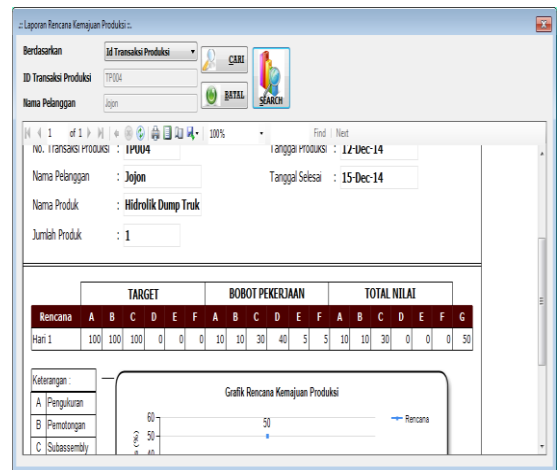 .:: Laporan Rencana Kemajuan Produksi ::.
Berdasarkan Id Transaksi Produksi CARI
ID Transaksi Produksi TP004
Nama Pelanggan Jojon BATAL SEARCH
1 of 1 100% Find | Next
No. Transaksi Produksi : TP004 Tanggal Produksi : 12-Dec-14
Nama Pelanggan : Jojon Tanggal Selesai : 15-Dec-14
Nama Produk : Hidrolik Dump Truk
Jumlah Produk : 1
TARGET BOBOT PEKERJAAN TOTAL NILAI
Rencana A B C D E F A B C D E F A B C D E F G
Hari 1 100 100 100 0 0 0 10 10 30 40 5 5 10 10 30 0 0 0 50
Keterangan :
A Pengukuran
B Pemotongan
C Subassembly
Grafik Rencana Kemajuan Produksi
60
50
50
40
(%)
Rencana